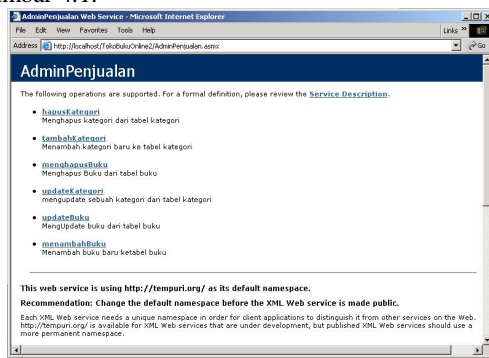 AdminPenjualan Web Service - Microsoft Internet Explorer
File Edit View Favorites Tools Help Links »
Address http://localhost/TokoBukuOnline2/AdminPenjualan.asmx Go
AdminPenjualan
The following operations are supported. For a formal definition, please review the Service Description.
• hapusKategori
Menghapus kategori dari tabel kategori
• tambahKategori
Menambah kategori baru ke tabel kategori
• menghapusBuku
Menghapus Buku dari tabel buku
• updateKategori
mengupdate sebuah kategori dari tabel kategori
• updateBuku
MengUpdate buku dari tabel buku
• menambahBuku
Menambah buku baru ketabel buku
This web service is using http://tempuri.org/ as its default namespace.
Recommendation: Change the default namespace before the XML Web service is made public.
Each XML Web service needs a unique namespace in order for client applications to distinguish it from other services on the Web.
http://tempuri.org/ is available for XML Web services that are under development, but published XML Web services should use a
more permanent namespace.